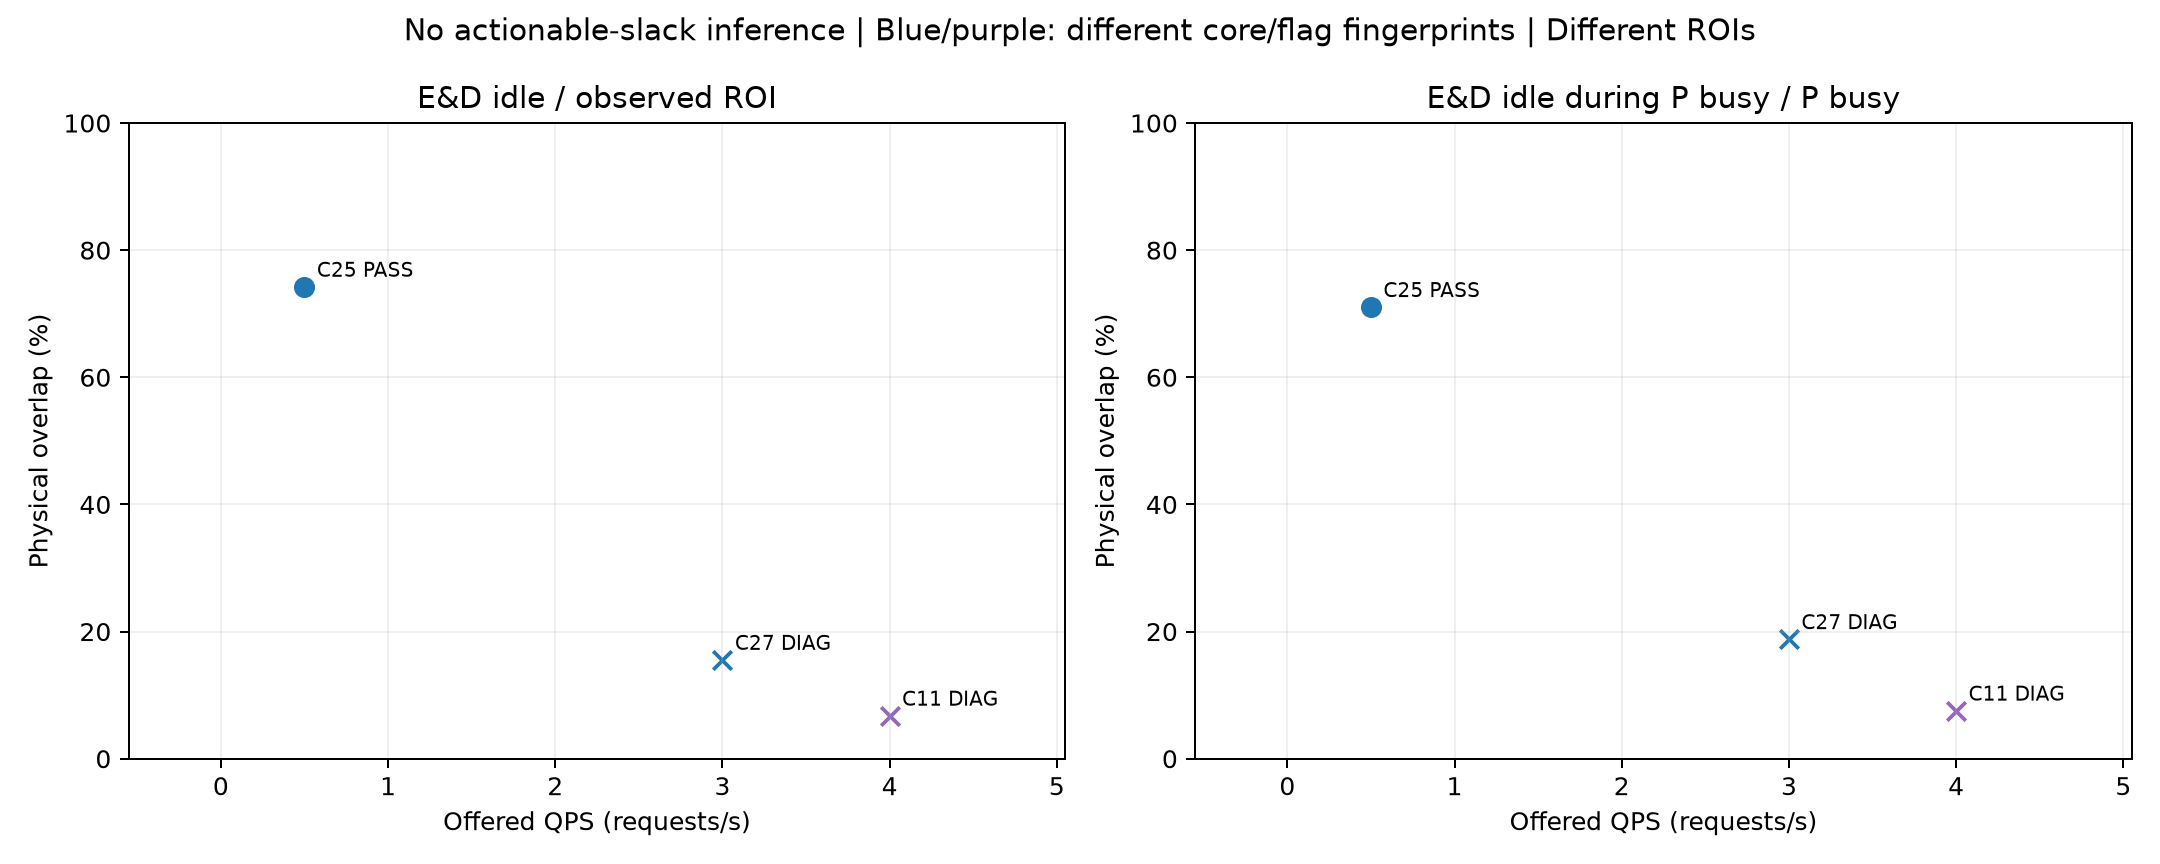 No actionable-slack inference | Blue/purple: different core/flag fingerprints | Different ROIs
E&D idle / observed ROI
100
80
60
40
20
0
Physical overlap (%)
C25 PASS
C27 DIAG
C11 DIAG
0 1 2 3 4 5
Offered QPS (requests/s)
E&D idle during P busy / P busy
100
80
60
40
20
0
Physical overlap (%)
C25 PASS
C27 DIAG
C11 DIAG
0 1 2 3 4 5
Offered QPS (requests/s)